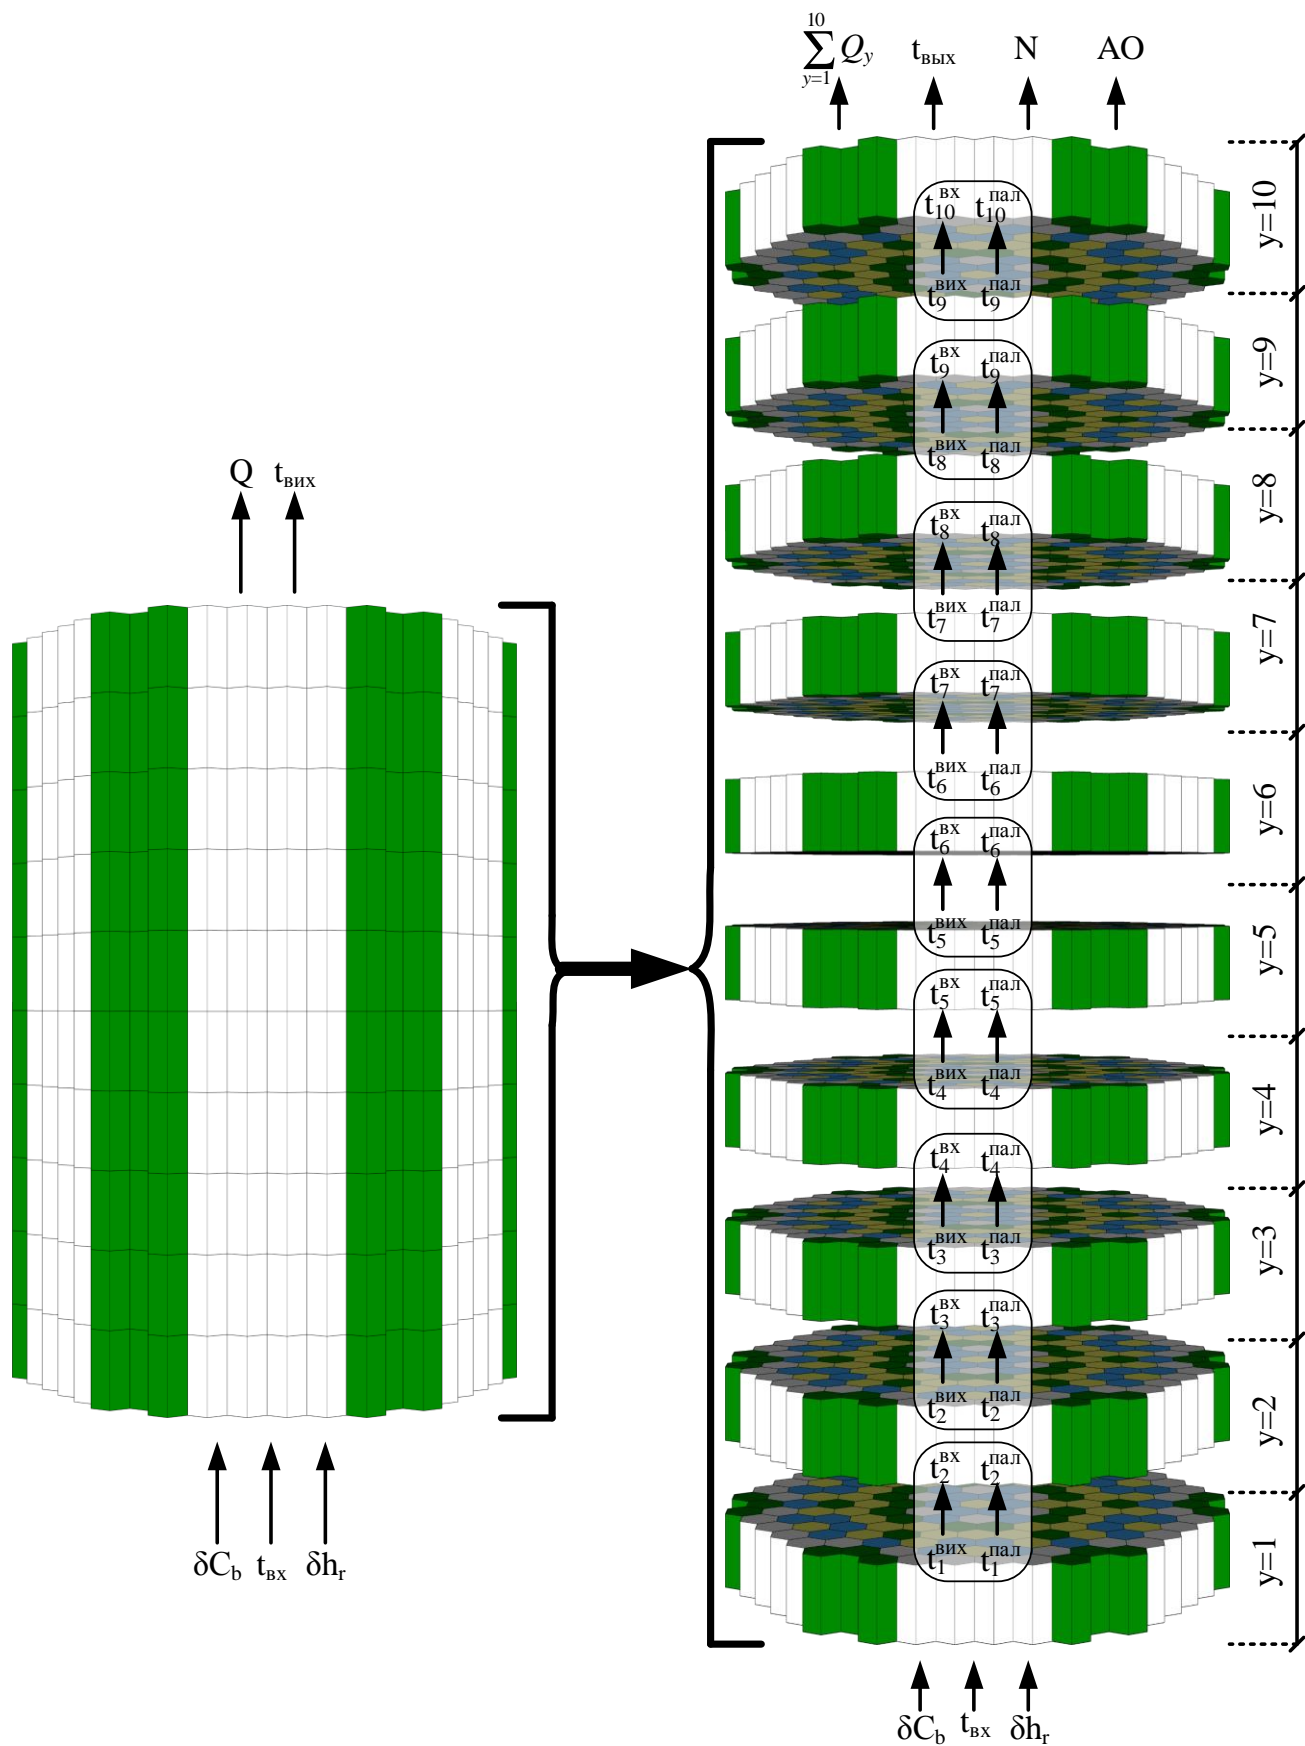 10
∑ Q_y t_вых N АО
y=1
y=10
t_10^вх t_10^пал
t_9^вих t_9^пал
y=9
t_9^вх t_9^пал
t_8^вих t_8^пал
y=8
t_8^вх t_8^пал
t_7^вих t_7^пал
y=7
t_7^вх t_7^пал
t_6^вих t_6^пал
y=6
t_6^вх t_6^пал
t_5^вих t_5^пал
y=5
t_5^вх t_5^пал
t_4^вих t_4^пал
y=4
t_4^вх t_4^пал
t_3^вих t_3^пал
y=3
t_3^вх t_3^пал
t_2^вих t_2^пал
y=2
t_2^вх t_2^пал
t_1^вих t_1^пал
y=1
δC_b t_вх δh_r
Q t_вих
δC_b t_вх δh_r